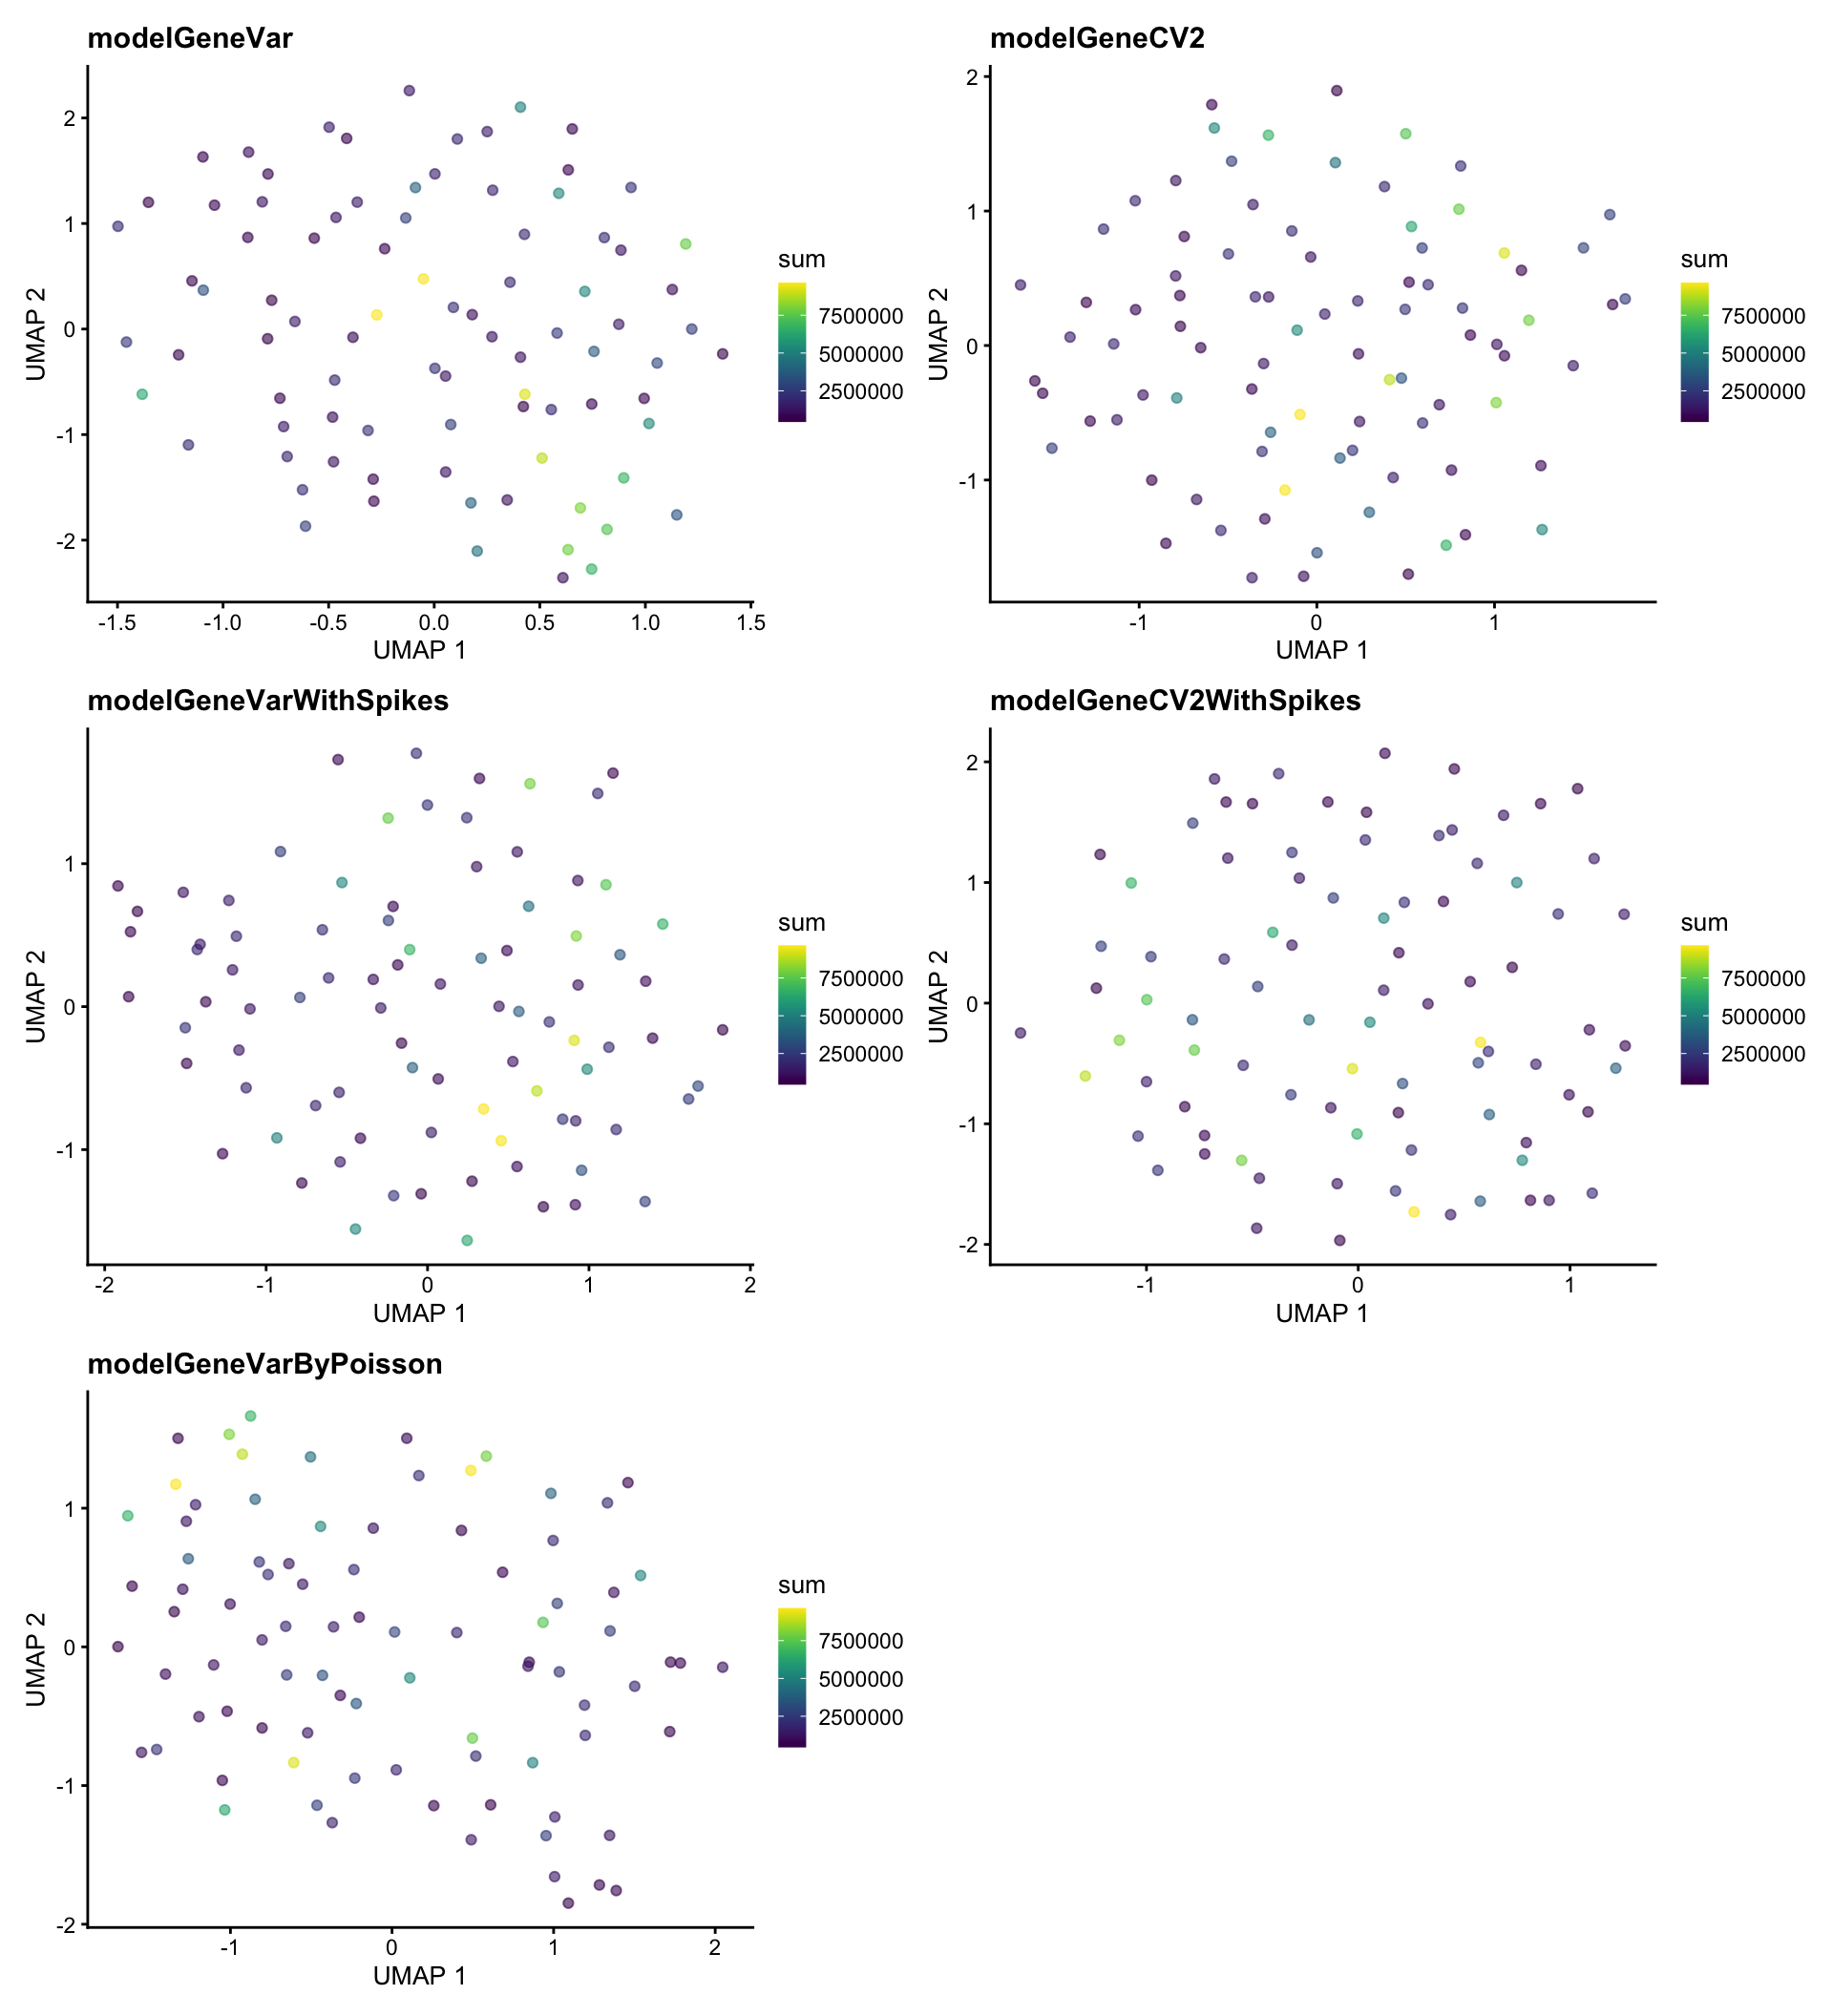 modelGeneVar
2
1
0
-1
-2
-1.5 -1.0 -0.5 0.0 0.5 1.0 1.5
UMAP 1
UMAP 2
sum
7500000
5000000
2500000
modelGeneCV2
2
1
0
-1
-1 0 1
UMAP 1
UMAP 2
sum
7500000
5000000
2500000
modelGeneVarWithSpikes
1
0
-1
-2 -1 0 1 2
UMAP 1
UMAP 2
sum
7500000
5000000
2500000
modelGeneCV2WithSpikes
2
1
0
-1
-2
-1 0 1
UMAP 1
UMAP 2
sum
7500000
5000000
2500000
modelGeneVarByPoisson
1
0
-1
-2
-1 0 1 2
UMAP 1
UMAP 2
sum
7500000
5000000
2500000